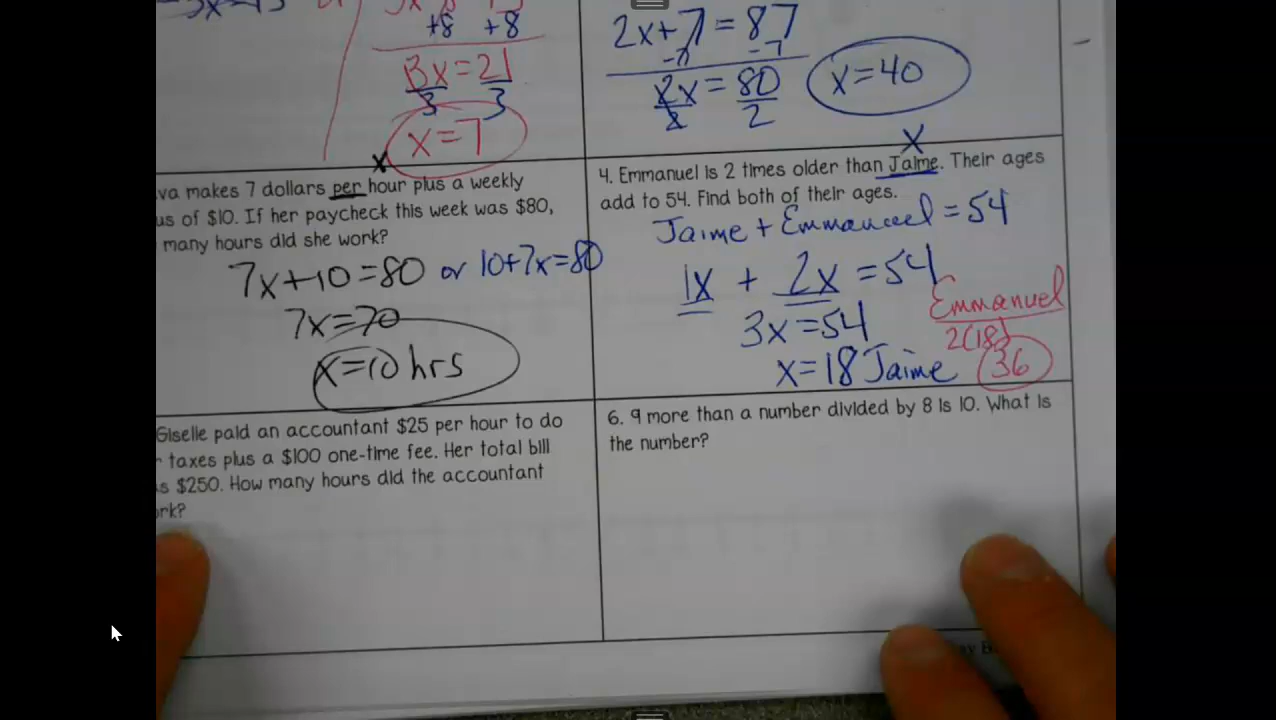 +8 +8
3x = 21
3 3
x = 7
2x+7 = 87
-7 -7
2x = 80
2 2
x = 40
x
va makes 7 dollars per hour plus a weekly
us of $10. If her paycheck this week was $80,
many hours did she work?
7x+10 = 80 or 10+7x = 80
7x = 70
x = 10 hrs
x
4. Emmanuel is 2 times older than Jaime. Their ages
add to 54. Find both of their ages.
Jaime + Emmanuel = 54
1x + 2x = 54
3x = 54
x = 18 Jaime
Emmanuel
2(18)
36
Giselle paid an accountant $25 per hour to do
taxes plus a $100 one-time fee. Her total bill
s $250. How many hours did the accountant
rk?
6. 9 more than a number divided by 8 is 10. What is
the number?